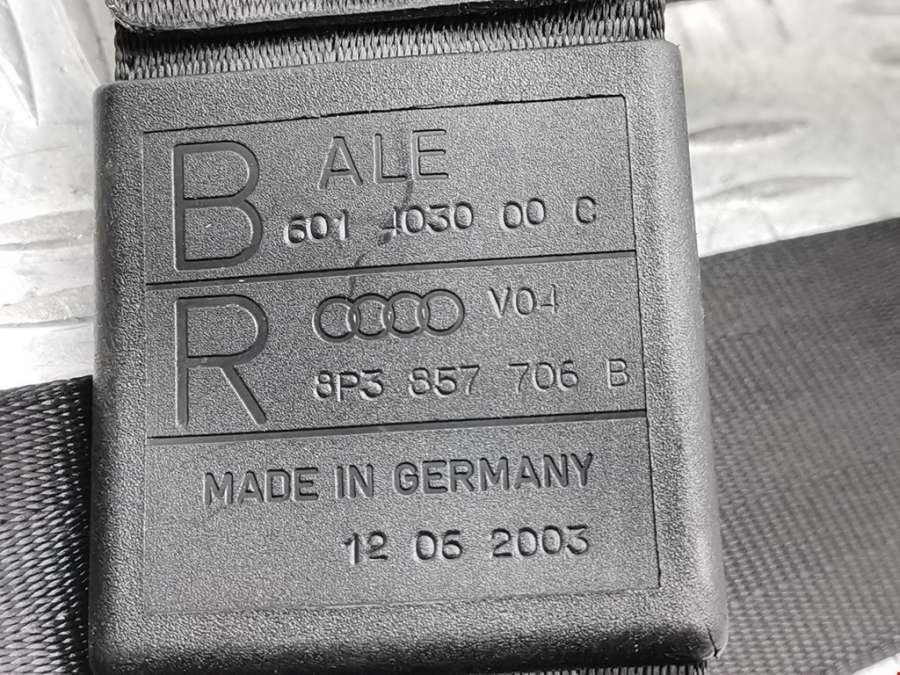 B ALE
601 4030 00 C
R V04
8P3 857 706 B
MADE IN GERMANY
12 06 2003